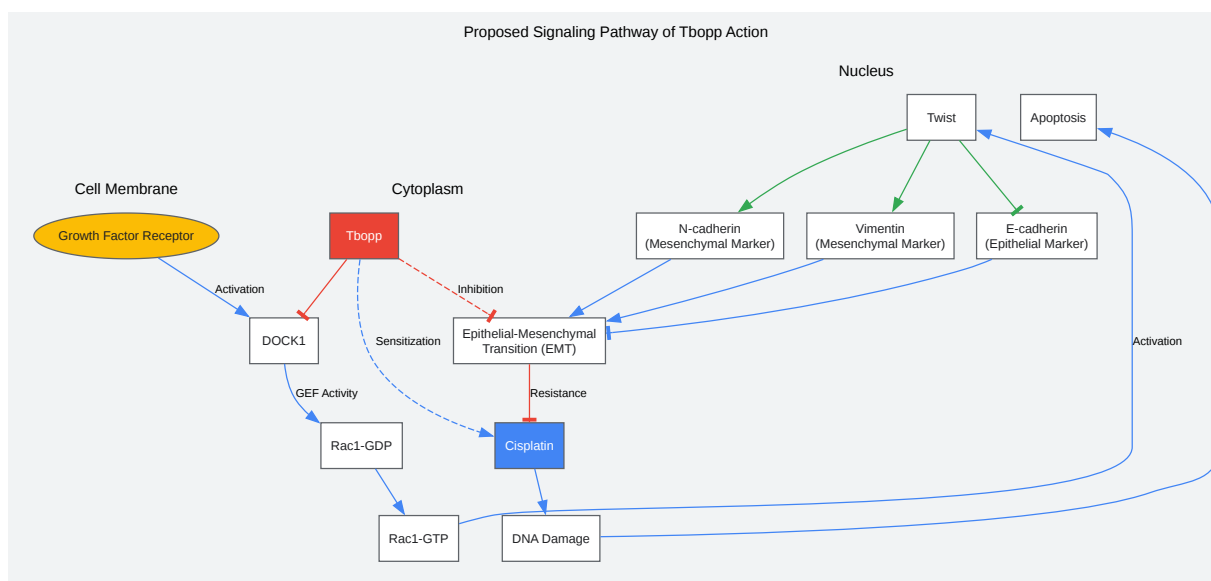 Proposed Signaling Pathway of Tbopp Action
Nucleus
Twist
Apoptosis
Cell Membrane
Cytoplasm
Growth Factor Receptor
Tbopp
N-cadherin
(Mesenchymal Marker)
Vimentin
(Mesenchymal Marker)
E-cadherin
(Epithelial Marker)
Activation
Inhibition
DOCK1
Sensitization
Epithelial-Mesenchymal
Transition (EMT)
Activation
GEF Activity
Resistance
Rac1-GDP
Cisplatin
Rac1-GTP
DNA Damage